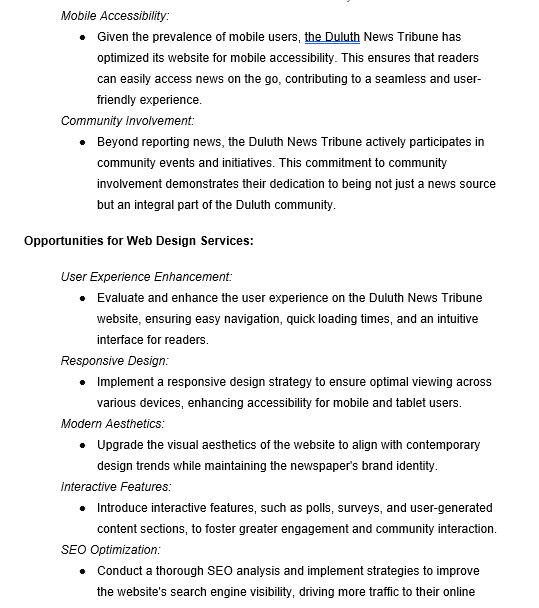 Mobile Accessibility:
● Given the prevalence of mobile users, the Duluth News Tribune has
optimized its website for mobile accessibility. This ensures that readers
can easily access news on the go, contributing to a seamless and user-
friendly experience.
Community Involvement:
● Beyond reporting news, the Duluth News Tribune actively participates in
community events and initiatives. This commitment to community
involvement demonstrates their dedication to being not just a news source
but an integral part of the Duluth community.
Opportunities for Web Design Services:
User Experience Enhancement:
● Evaluate and enhance the user experience on the Duluth News Tribune
website, ensuring easy navigation, quick loading times, and an intuitive
interface for readers.
Responsive Design:
● Implement a responsive design strategy to ensure optimal viewing across
various devices, enhancing accessibility for mobile and tablet users.
Modern Aesthetics:
● Upgrade the visual aesthetics of the website to align with contemporary
design trends while maintaining the newspaper's brand identity.
Interactive Features:
● Introduce interactive features, such as polls, surveys, and user-generated
content sections, to foster greater engagement and community interaction.
SEO Optimization:
● Conduct a thorough SEO analysis and implement strategies to improve
the website's search engine visibility, driving more traffic to their online